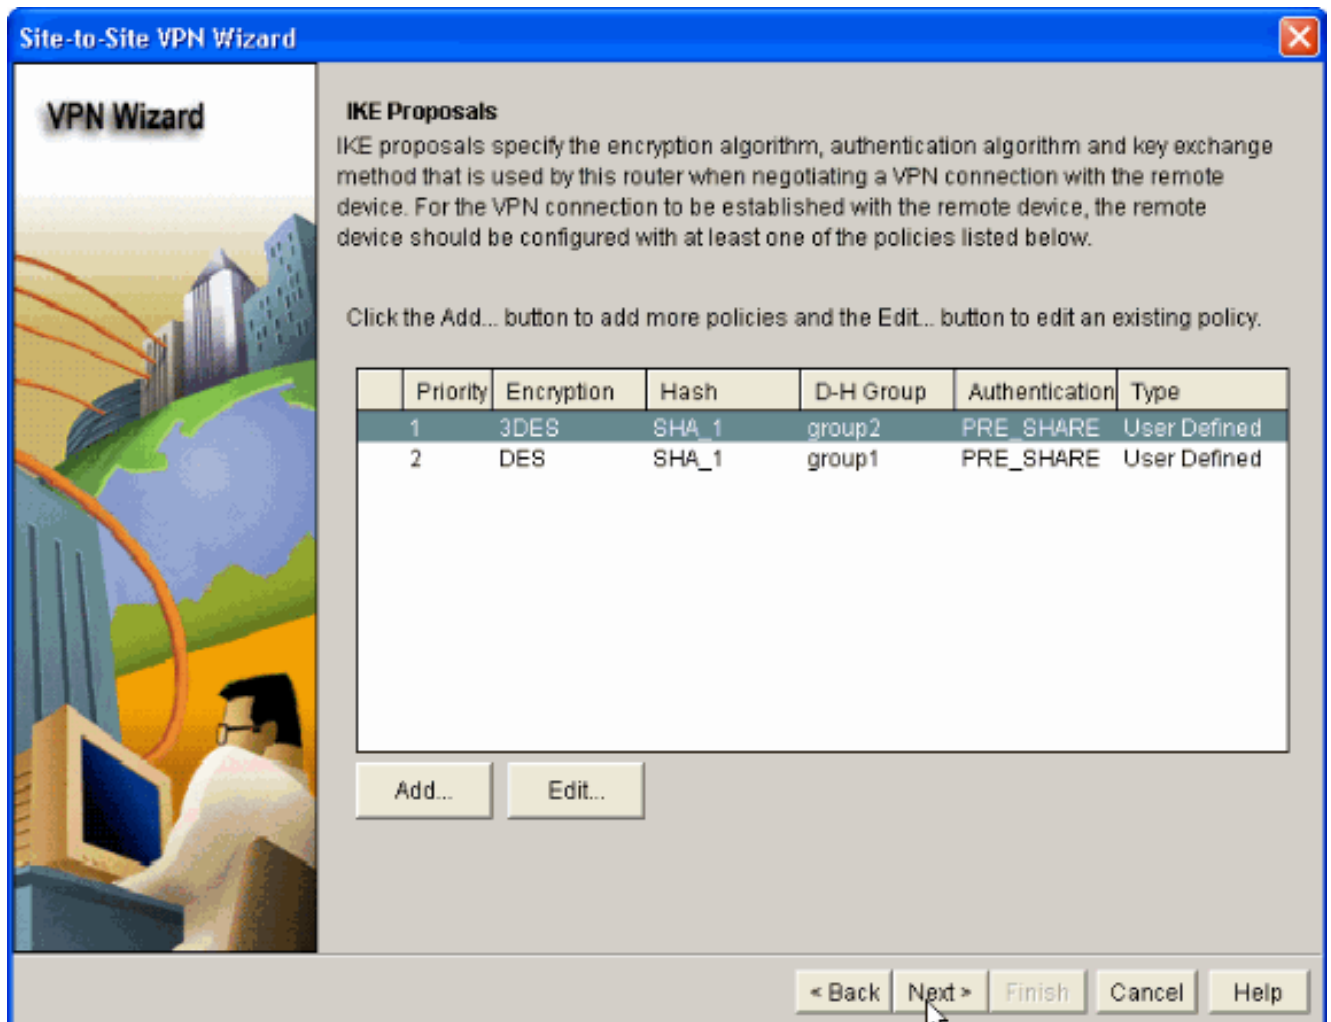 Site-to-Site VPN Wizard
VPN Wizard
IKE Proposals
IKE proposals specify the encryption algorithm, authentication algorithm and key exchange
method that is used by this router when negotiating a VPN connection with the remote
device. For the VPN connection to be established with the remote device, the remote
device should be configured with at least one of the policies listed below.
Click the Add... button to add more policies and the Edit... button to edit an existing policy.
Priority Encryption Hash D-H Group Authentication Type
1 3DES SHA_1 group2 PRE_SHARE User Defined
2 DES SHA_1 group1 PRE_SHARE User Defined
Add... Edit...
< Back Next > Finish Cancel Help